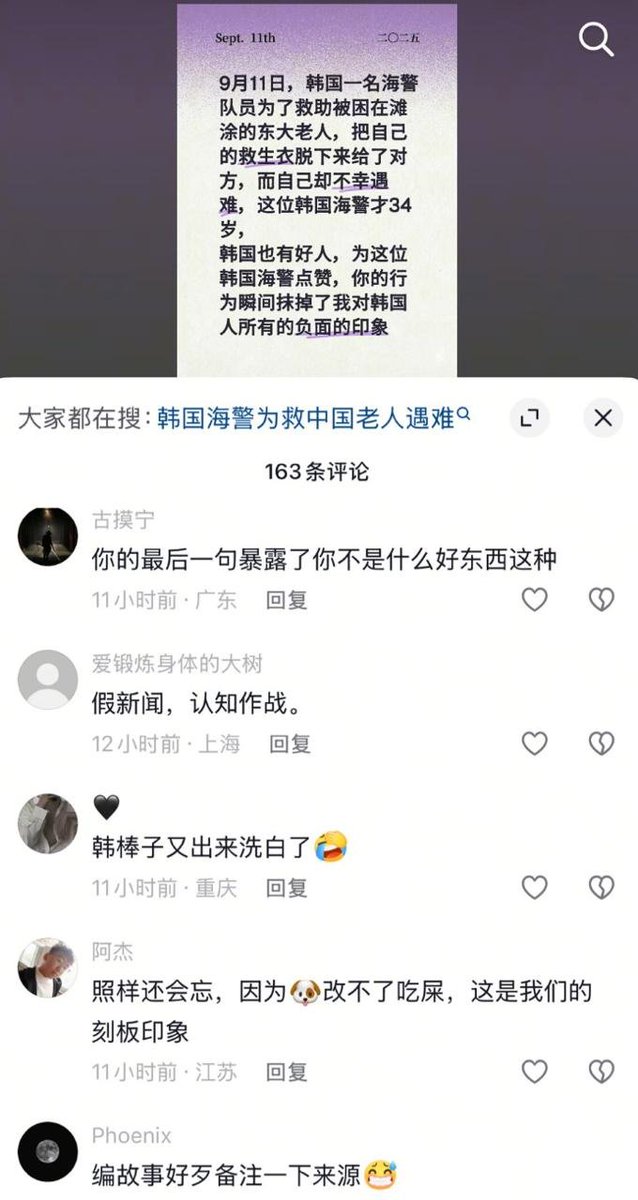 Sept. 11th
二〇二五
9月11日，韩国一名海警
队员为了救助被困在滩
涂的东大老人，把自己
的救生衣脱下来给了对
方，而自己却不幸遇
难，这位韩国海警才34
岁，
韩国也有好人，为这位
韩国海警点赞，你的行
为瞬间抹掉了我对韩国
人所有的负面的印象
大家都在搜：韩国海警为救中国老人遇难
163条评论
古摸宁
你的最后一句暴露了你不是什么好东西这种
11小时前 · 广东 回复
爱锻炼身体的大树
假新闻，认知作战。
12小时前 · 上海 回复
🖤
韩棒子又出来洗白了🤣
11小时前 · 重庆 回复
阿杰
照样还会忘，因为🐶改不了吃屎，这是我们的
刻板印象
11小时前 · 江苏 回复
Phoenix
编故事好歹备注一下来源😅